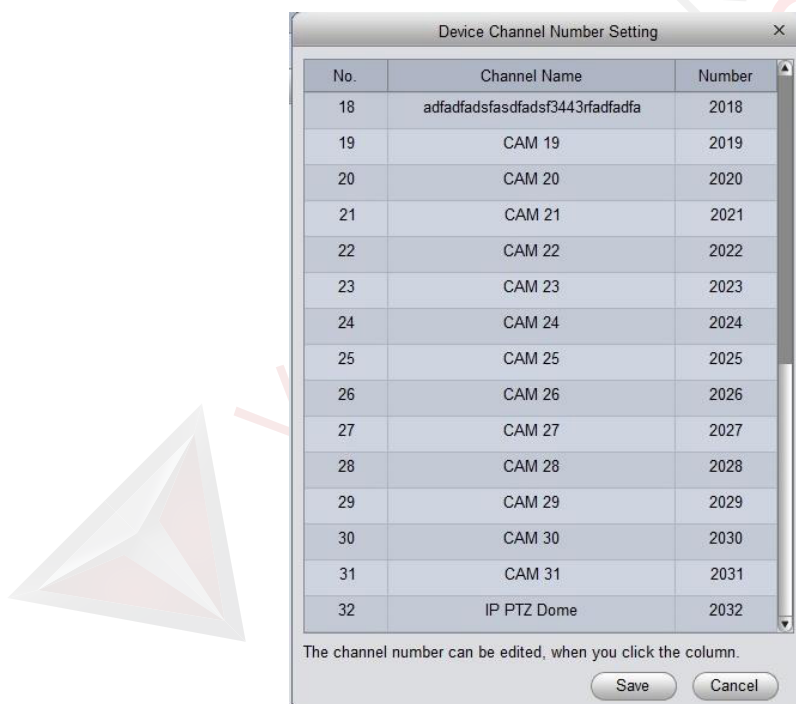 Device Channel Number Setting
No. Channel Name Number
18 adfadfadsfasdfadsf3443rfadfadfa 2018
19 CAM 19 2019
20 CAM 20 2020
21 CAM 21 2021
22 CAM 22 2022
23 CAM 23 2023
24 CAM 24 2024
25 CAM 25 2025
26 CAM 26 2026
27 CAM 27 2027
28 CAM 28 2028
29 CAM 29 2029
30 CAM 30 2030
31 CAM 31 2031
32 IP PTZ Dome 2032
The channel number can be edited, when you click the column.
Save Cancel